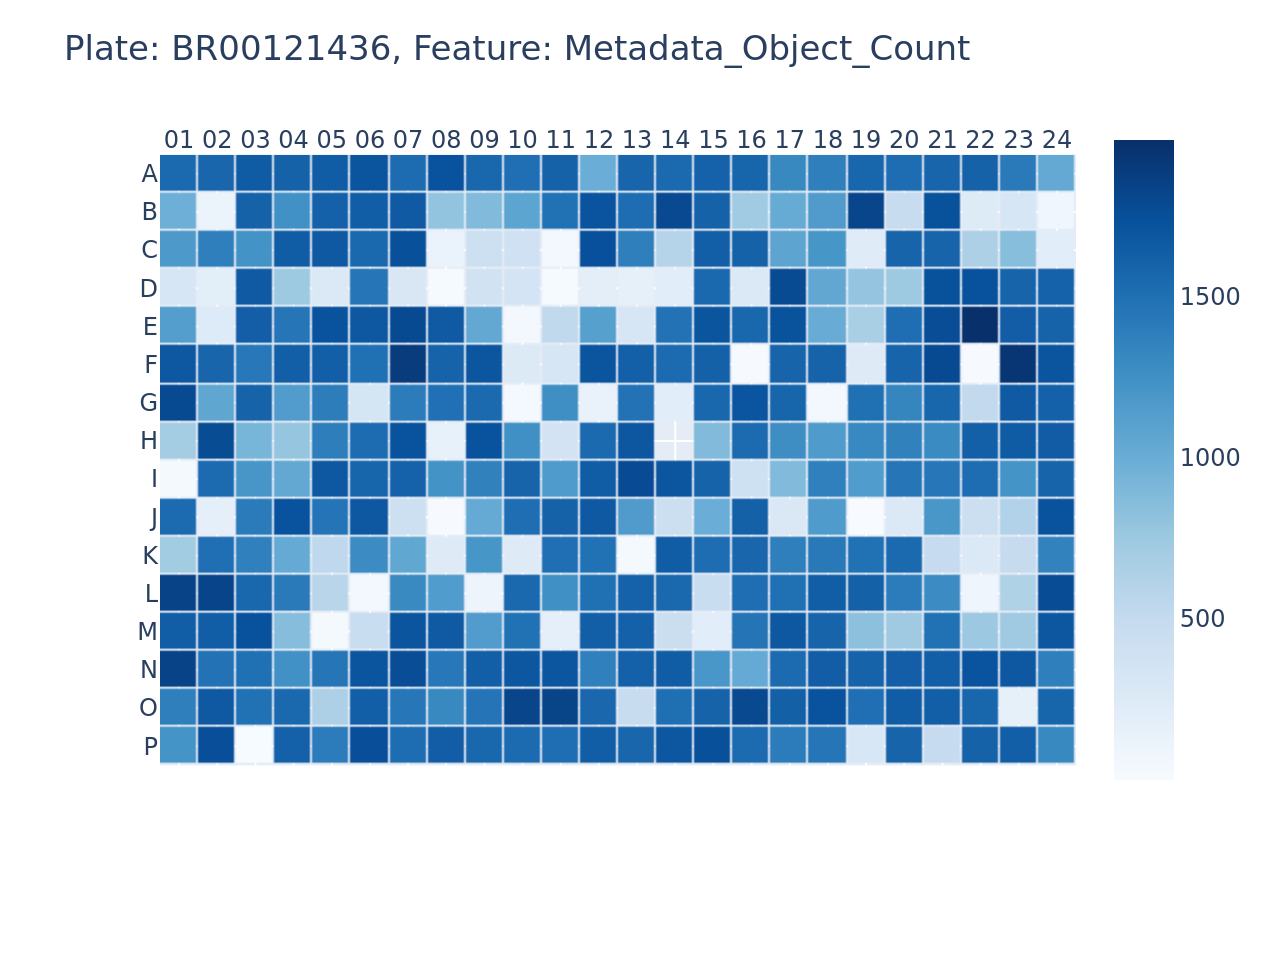 Plate: BR00121436, Feature: Metadata_Object_Count
01 02 03 04 05 06 07 08 09 10 11 12 13 14 15 16 17 18 19 20 21 22 23 24
A
B
C
D
E
F
G
H
I
J
K
L
M
N
O
P
1500
1000
500